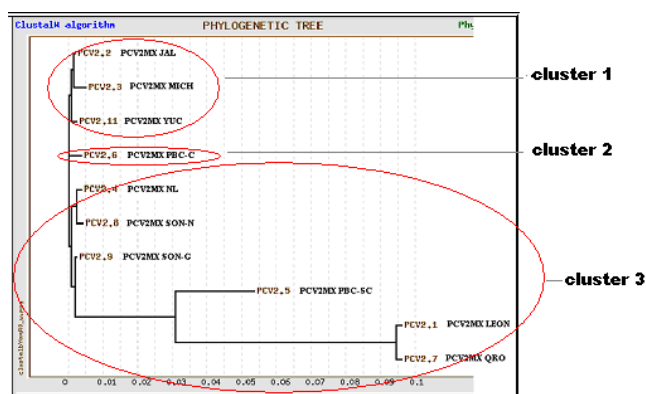 ClustalW algorithm PHYLOGENETIC TREE
PCV2.2 PCV2MX JAL
PCV2.3 PCV2MX MICH
PCV2.11 PCV2MX YUC
PCV2.6 PCV2MX PBC-C
PCV2.4 PCV2MX NL
PCV2.8 PCV2MX SON-N
PCV2.9 PCV2MX SON-G
PCV2.5 PCV2MX PBC-SC
PCV2.1 PCV2MX LEON
PCV2.7 PCV2MX QRO
0 0.01 0.02 0.03 0.04 0.05 0.06 0.07 0.08 0.09 0.1
cluster 1
cluster 2
cluster 3